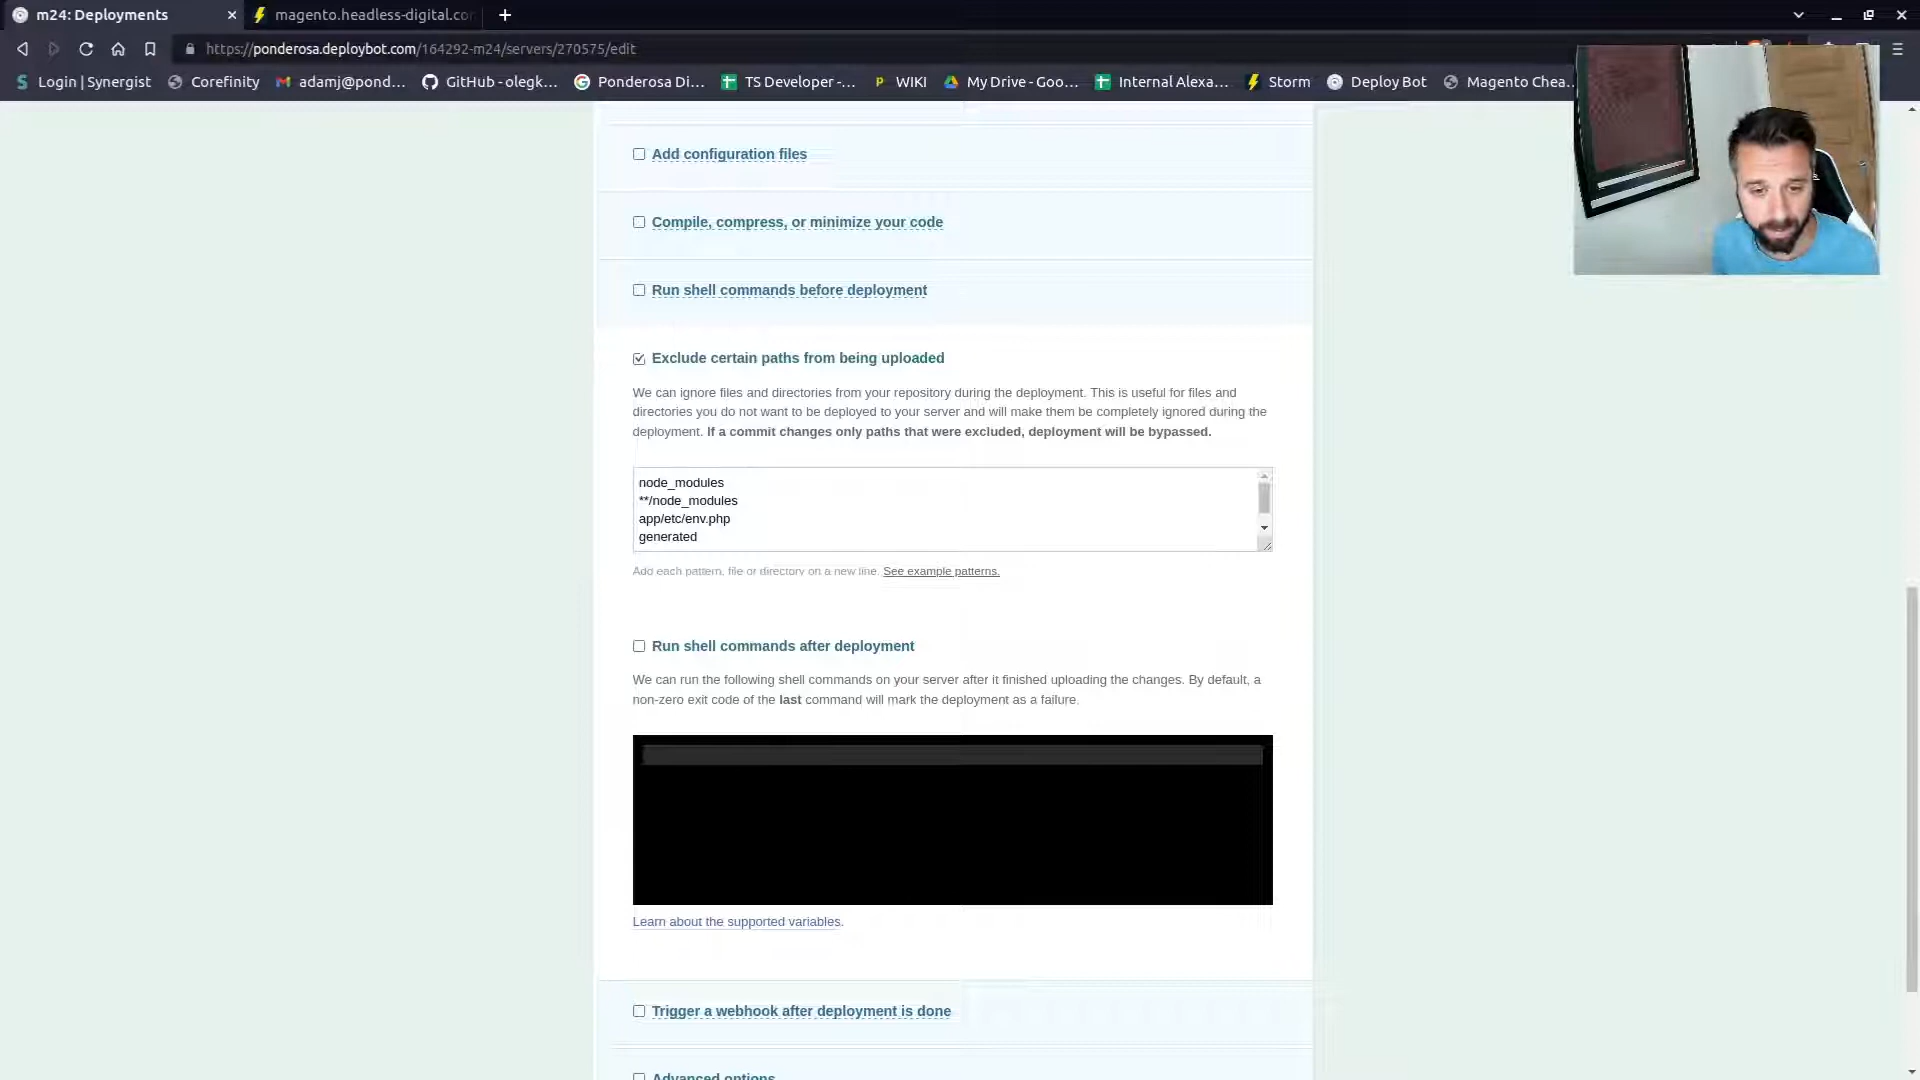 m24: Deployments
magento.headless-digital.con
https://ponderosa.deploybot.com/164292-m24/servers/270575/edit
Login | Synergist
Corefinity
adamj@pond...
GitHub - olegk...
Ponderosa Di...
TS Developer -...
WIKI
My Drive - Goo...
Internal Alexa...
Storm
Deploy Bot
Magento Chea...
Add configuration files
Compile, compress, or minimize your code
Run shell commands before deployment
Exclude certain paths from being uploaded
We can ignore files and directories from your repository during the deployment. This is useful for files and
directories you do not want to be deployed to your server and will make them be completely ignored during the
deployment. If a commit changes only paths that were excluded, deployment will be bypassed.
node_modules
**/node_modules
app/etc/env.php
generated
Add each pattern, file or directory on a new line. See example patterns.
Run shell commands after deployment
We can run the following shell commands on your server after it finished uploading the changes. By default, a
non-zero exit code of the last command will mark the deployment as a failure.
Learn about the supported variables.
Trigger a webhook after deployment is done
Advanced options